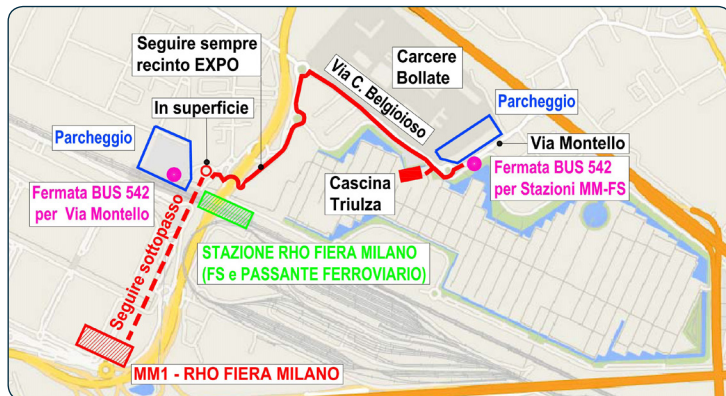 Seguire sempre
recinto EXPO
Carcere
Bollate
Via C. Belgioioso
In superficie
Parcheggio
Parcheggio
Via Montello
Fermata BUS 542
per Via Montello
Cascina
Triulza
Fermata BUS 542
per Stazioni MM-FS
Seguire sottopasso
STAZIONE RHO FIERA MILANO
(FS e PASSANTE FERROVIARIO)
MM1 - RHO FIERA MILANO